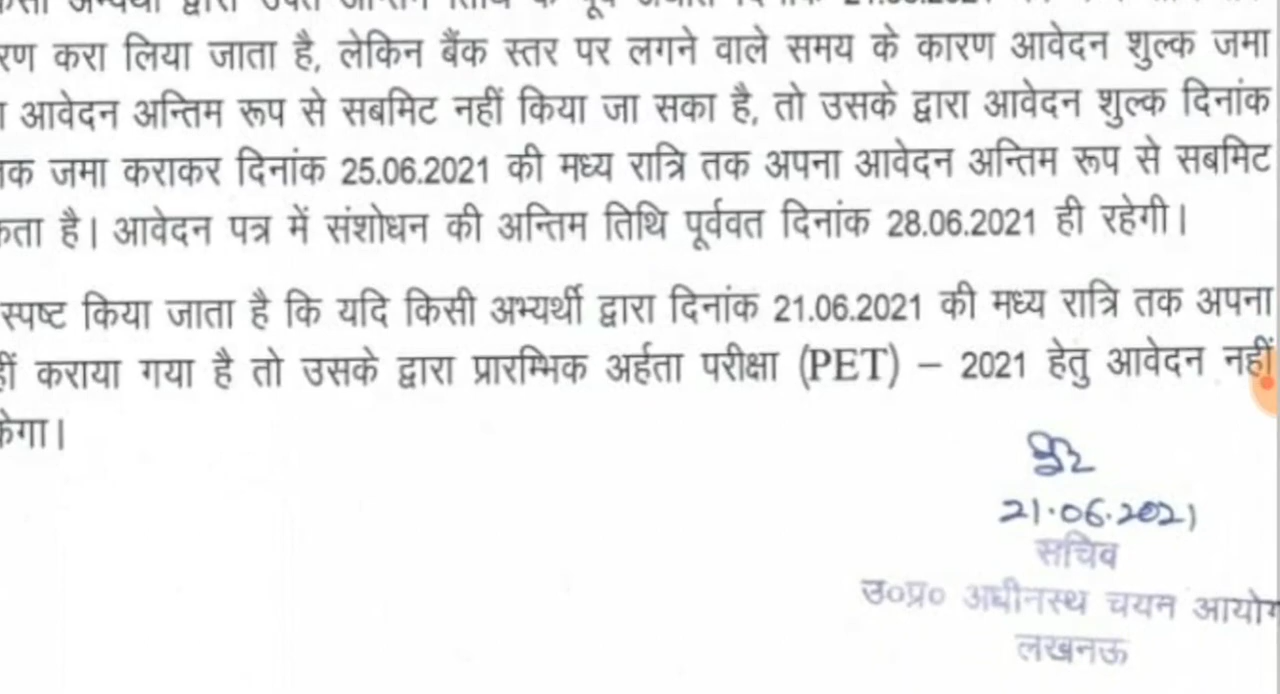 रण करा लिया जाता है, लेकिन बैंक स्तर पर लगने वाले समय के कारण आवेदन शुल्क जमा
आवेदन अन्तिम रूप से सबमिट नहीं किया जा सका है, तो उसके द्वारा आवेदन शुल्क दिनांक
तक जमा कराकर दिनांक 25.06.2021 की मध्य रात्रि तक अपना आवेदन अन्तिम रूप से सबमिट
कता है। आवेदन पत्र में संशोधन की अन्तिम तिथि पूर्ववत दिनांक 28.06.2021 ही रहेगी।
स्पष्ट किया जाता है कि यदि किसी अभ्यर्थी द्वारा दिनांक 21.06.2021 की मध्य रात्रि तक अपना
हीं कराया गया है तो उसके द्वारा प्रारम्भिक अर्हता परीक्षा (PET) – 2021 हेतु आवेदन नहीं
केगा।
21.06.2021
सचिव
उ०प्र० अधीनस्थ चयन आयोग
लखनऊ